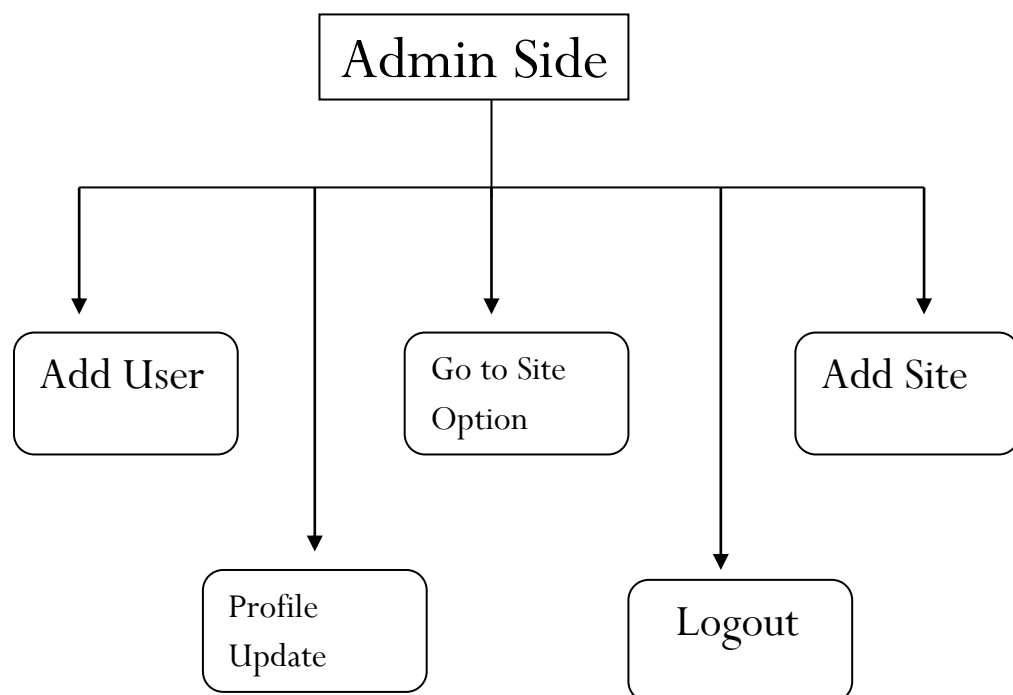 Admin Side
Add User
Go to Site
Option
Add Site
Profile
Update
Logout